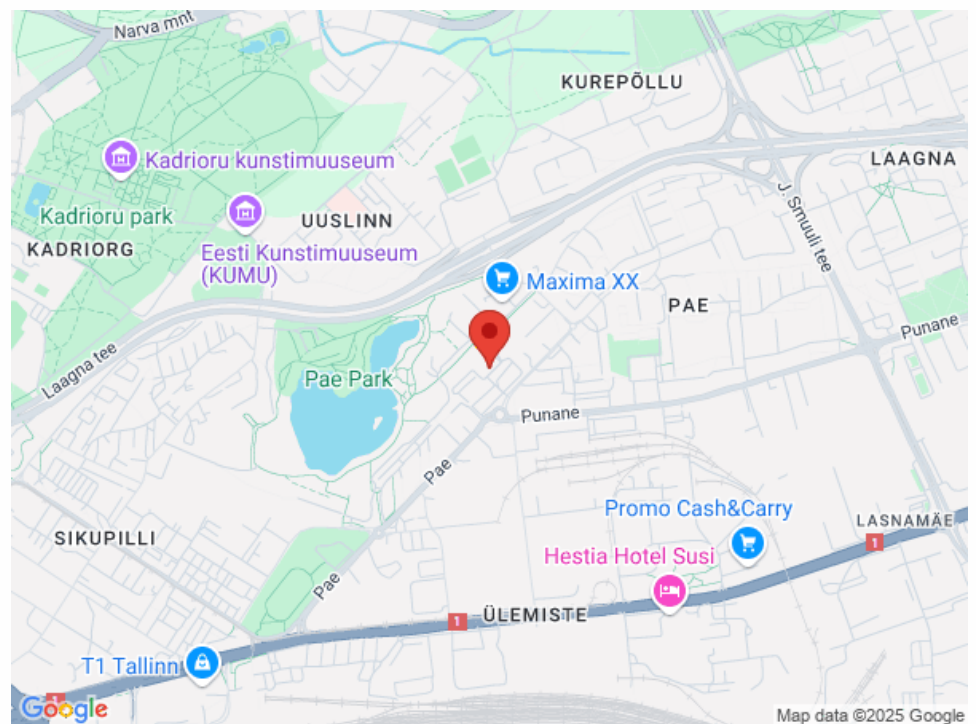 Narva mnt
KUREPÕLLU
LAAGNA
Kadrioru kunstimuuseum
Kadrioru park
UUSLINN
KADRIORG
Eesti Kunstimuuseum
(KUMU)
J. Smuuli tee
Maxima XX
PAE
Punane
Laagna tee
Pae Park
Punane
Pae
Promo Cash&Carry
LASNAMÄE
SIKUPILLI
1
Hestia Hotel Susi
Pae
1
ÜLEMISTE
T1 Tallinn
1
Google
Map data ©2025 Google